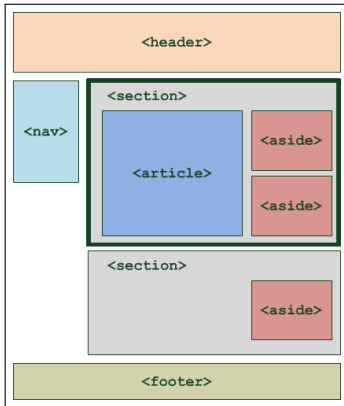 <header>
<section>
<nav>
<article>
<aside>
<aside>
<section>
<aside>
<footer>